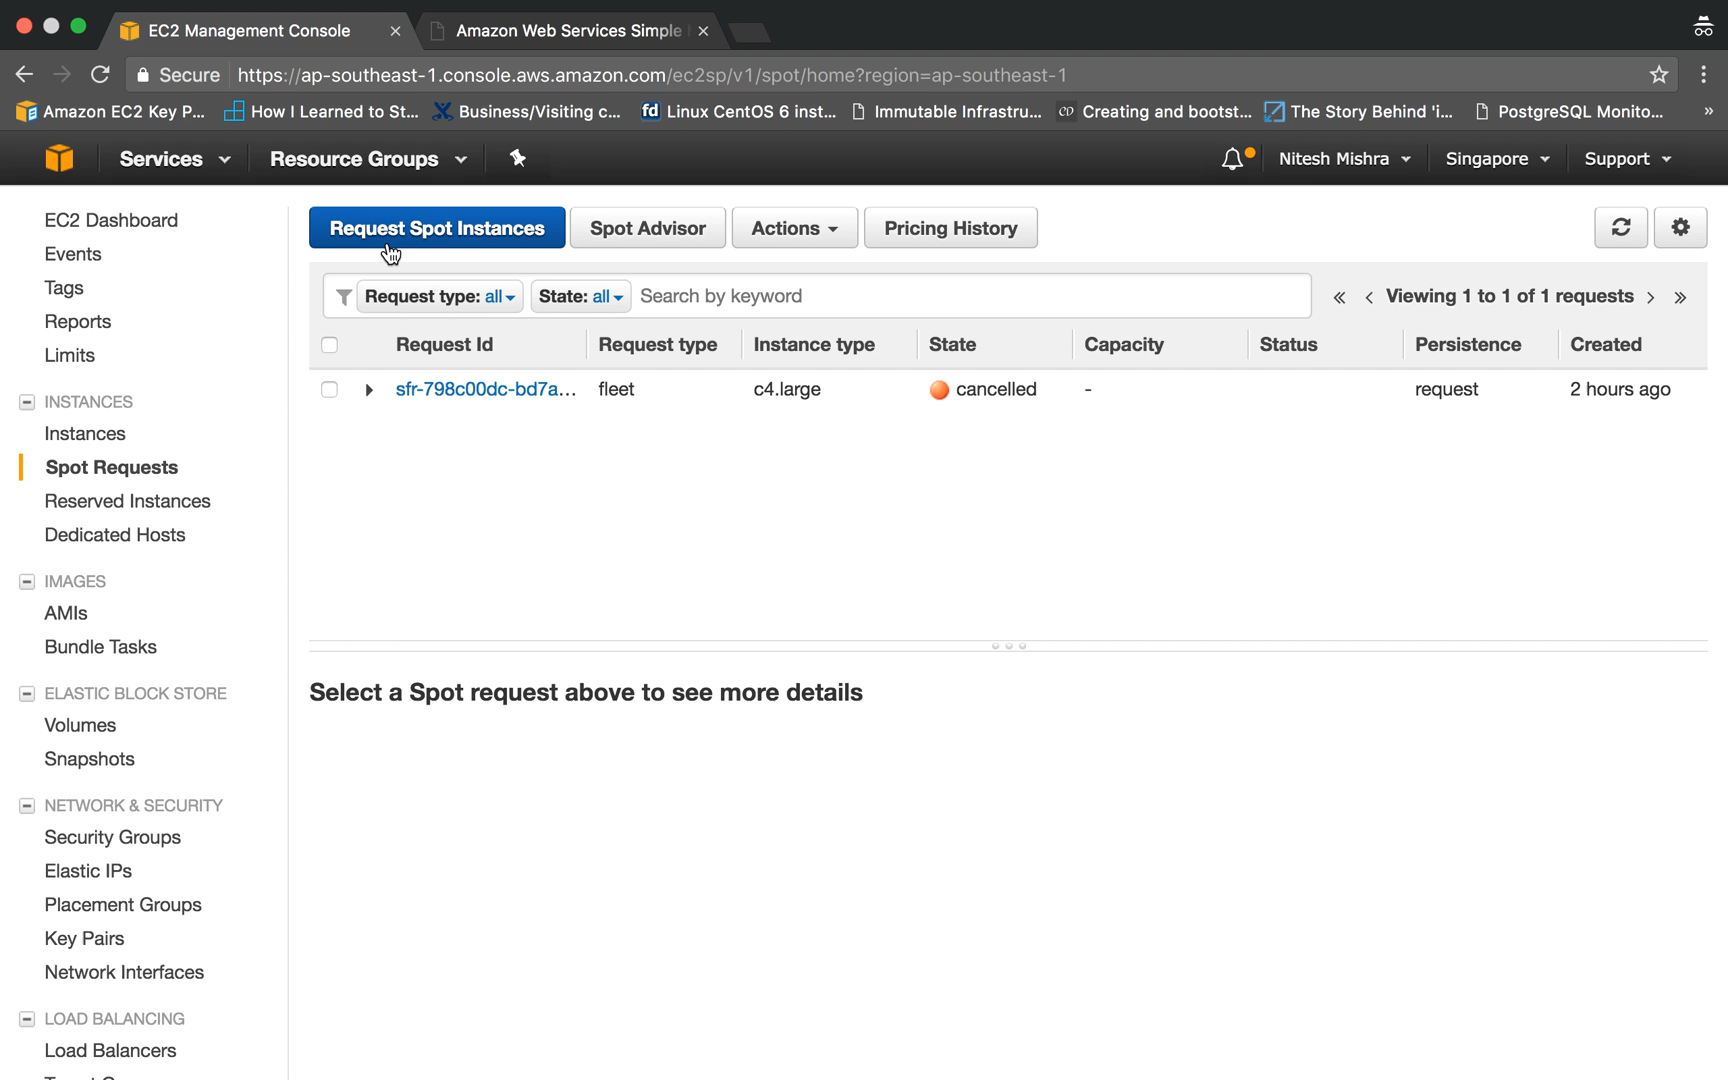 EC2 Management Console
Amazon Web Services Simple
Secure https://ap-southeast-1.console.aws.amazon.com/ec2sp/v1/spot/home?region=ap-southeast-1
Amazon EC2 Key P... How I Learned to St... Business/Visiting c... fd Linux CentOS 6 inst... Immutable Infrastru... Creating and bootst... The Story Behind 'i... PostgreSQL Monito... »
Services Resource Groups Nitesh Mishra Singapore Support
EC2 Dashboard
Events
Tags
Reports
Limits
INSTANCES
Instances
Spot Requests
Reserved Instances
Dedicated Hosts
IMAGES
AMIs
Bundle Tasks
ELASTIC BLOCK STORE
Volumes
Snapshots
NETWORK & SECURITY
Security Groups
Elastic IPs
Placement Groups
Key Pairs
Network Interfaces
LOAD BALANCING
Load Balancers
Request Spot Instances Spot Advisor Actions Pricing History
Request type: all State: all Search by keyword « ‹ Viewing 1 to 1 of 1 requests › »
Request Id Request type Instance type State Capacity Status Persistence Created
sfr-798c00dc-bd7a... fleet c4.large cancelled - request 2 hours ago
Select a Spot request above to see more details